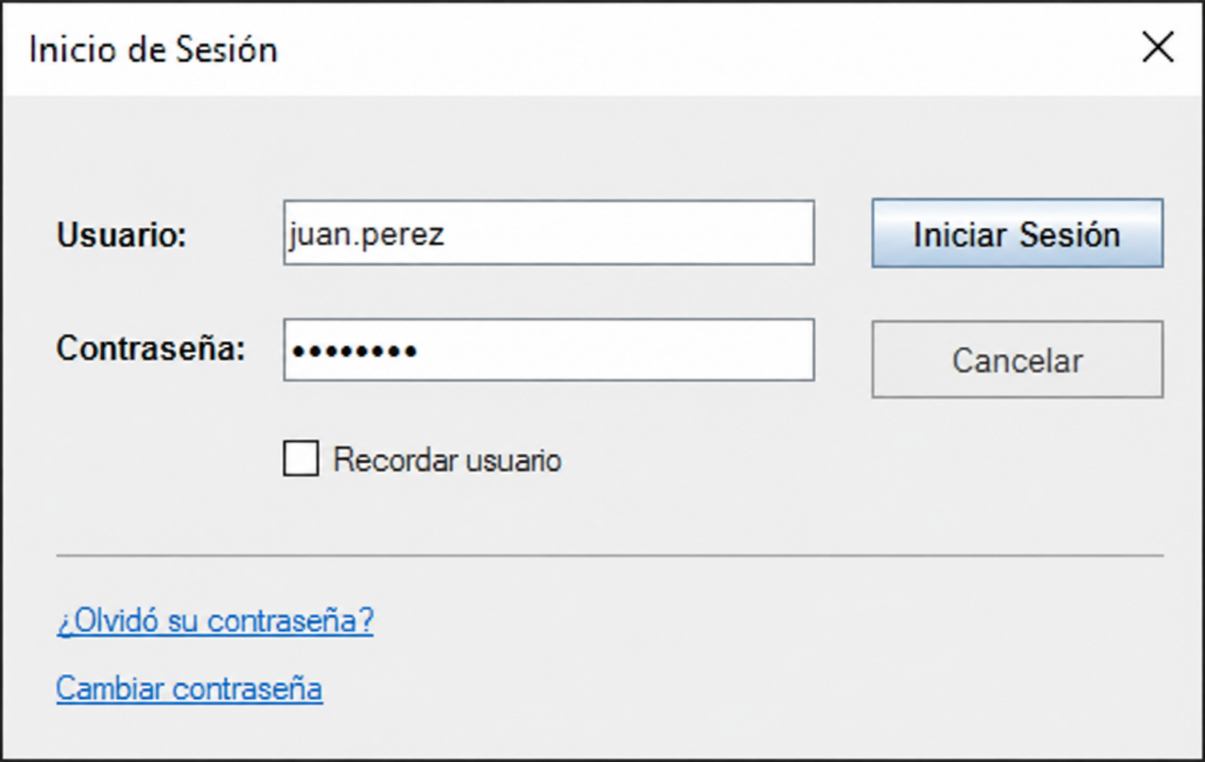 Inicio de Sesión
Usuario: juan.perez Iniciar Sesión
Contraseña: •••••••• Cancelar
Recordar usuario
¿Olvidó su contraseña?
Cambiar contraseña